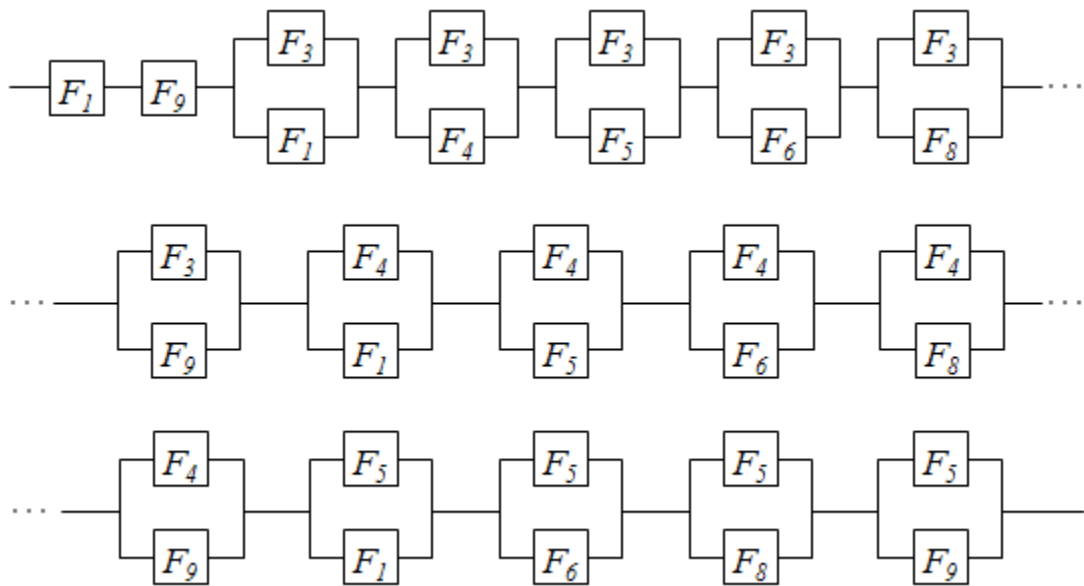 F3 F3 F3 F3 F3
F1 F9 ...
F1 F4 F5 F6 F8
F3 F4 F4 F4 F4
... ...
F9 F1 F5 F6 F8
F4 F5 F5 F5 F5
...
F9 F1 F6 F8 F9